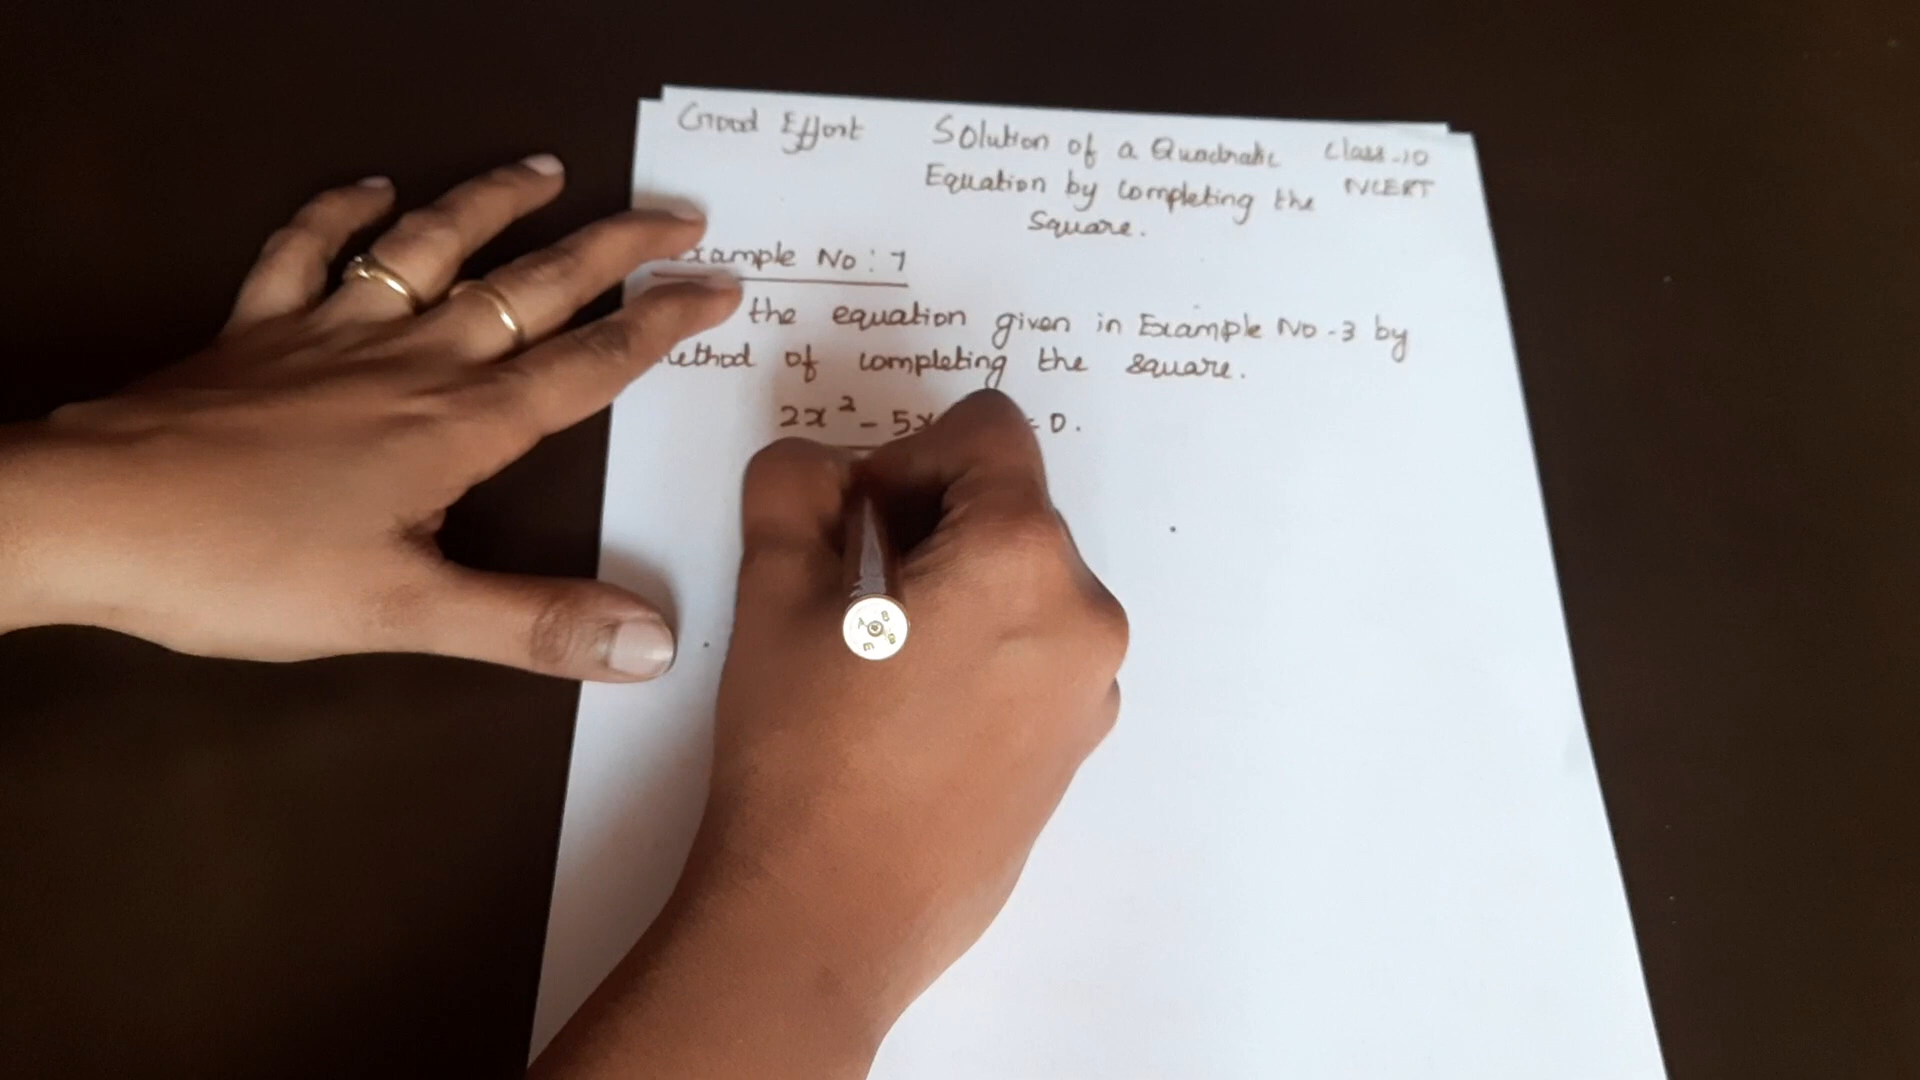 Good Effort Solution of a Quadratic Class-10
Equation by completing the NCERT
Square.
xample No: 7
the equation given in Example No-3 by
ethod of completing the square.
2x² - 5x = 0.